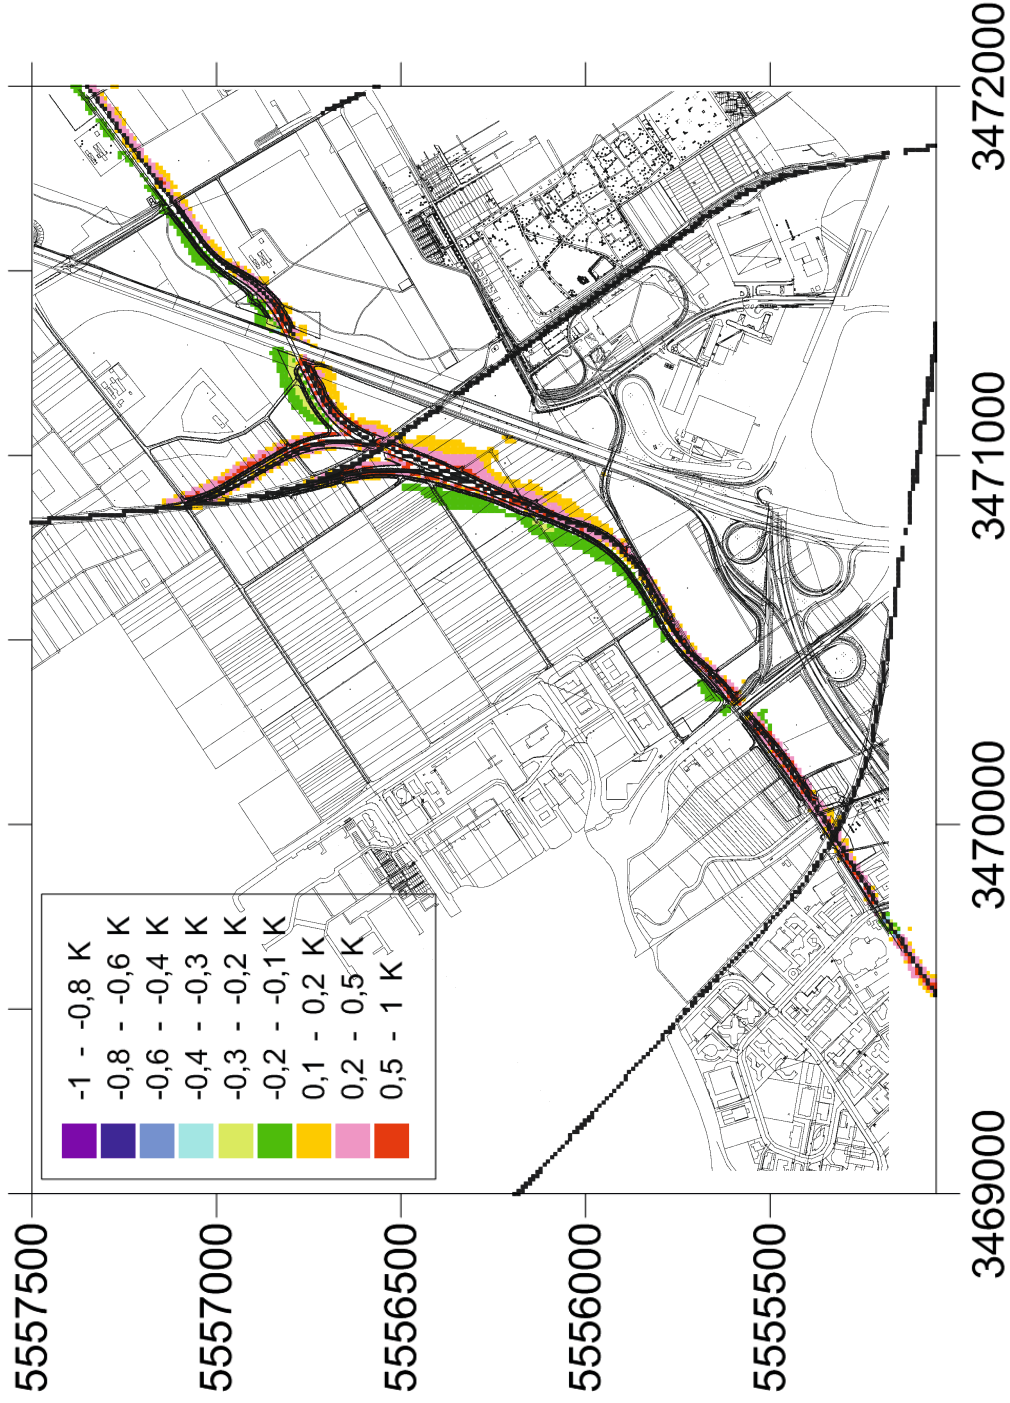 -1 - -0,8 K
-0,8 - -0,6 K
-0,6 - -0,4 K
-0,4 - -0,3 K
-0,3 - -0,2 K
-0,2 - -0,1 K
0,1 - 0,2 K
0,2 - 0,5 K
0,5 - 1 K
5557500
5557000
5556500
5556000
5555500
3469000
3470000
3471000
3472000